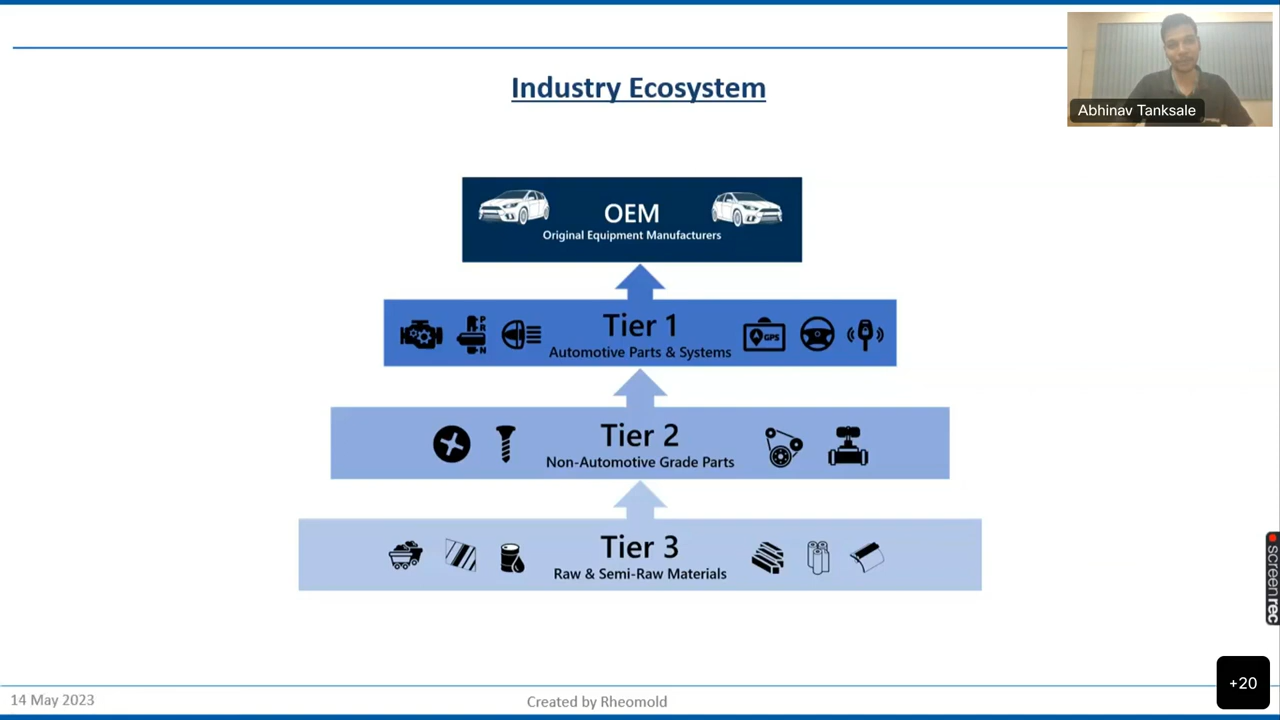 Abhinav Tanksale
Industry Ecosystem
OEM
Original Equipment Manufacturers
P
R
N
Tier 1
GPS
Automotive Parts & Systems
Tier 2
Non-Automotive Grade Parts
Tier 3
Raw & Semi-Raw Materials
screenrec
+20
14 May 2023
Created by Rheomold